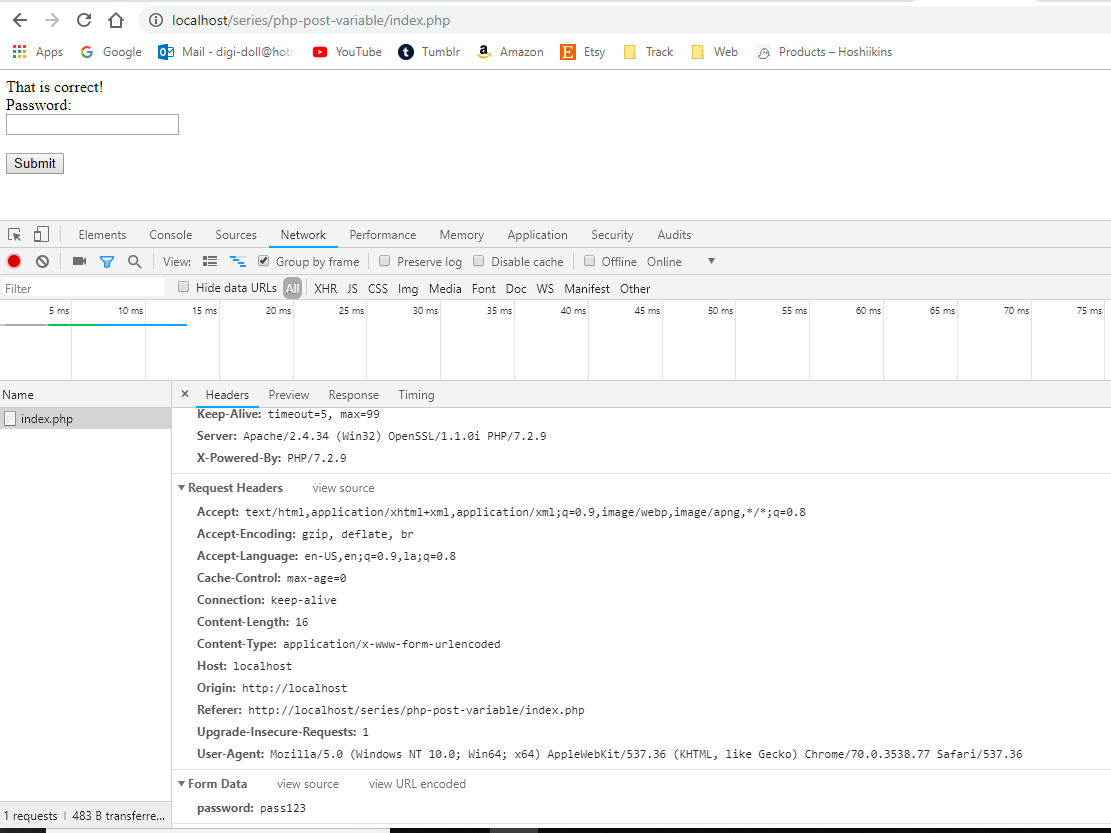 localhost/series/php-post-variable/index.php
Apps Google Mail - digi-doll@hotr YouTube Tumblr Amazon Etsy Track Web Products – Hoshiikins
That is correct!
Password:
Submit
Elements Console Sources Network Performance Memory Application Security Audits
View: Group by frame Preserve log Disable cache Offline Online
Filter Hide data URLs All XHR JS CSS Img Media Font Doc WS Manifest Other
5 ms 10 ms 15 ms 20 ms 25 ms 30 ms 35 ms 40 ms 45 ms 50 ms 55 ms 60 ms 65 ms 70 ms 75 ms
Name Headers Preview Response Timing
index.php
Keep-Alive: timeout=5, max=99
Server: Apache/2.4.34 (Win32) OpenSSL/1.1.0i PHP/7.2.9
X-Powered-By: PHP/7.2.9
Request Headers view source
Accept: text/html,application/xhtml+xml,application/xml;q=0.9,image/webp,image/apng,*/*;q=0.8
Accept-Encoding: gzip, deflate, br
Accept-Language: en-US,en;q=0.9,la;q=0.8
Cache-Control: max-age=0
Connection: keep-alive
Content-Length: 16
Content-Type: application/x-www-form-urlencoded
Host: localhost
Origin: http://localhost
Referer: http://localhost/series/php-post-variable/index.php
Upgrade-Insecure-Requests: 1
User-Agent: Mozilla/5.0 (Windows NT 10.0; Win64; x64) AppleWebKit/537.36 (KHTML, like Gecko) Chrome/70.0.3538.77 Safari/537.36
Form Data view source view URL encoded
password: pass123
1 requests | 483 B transferre...